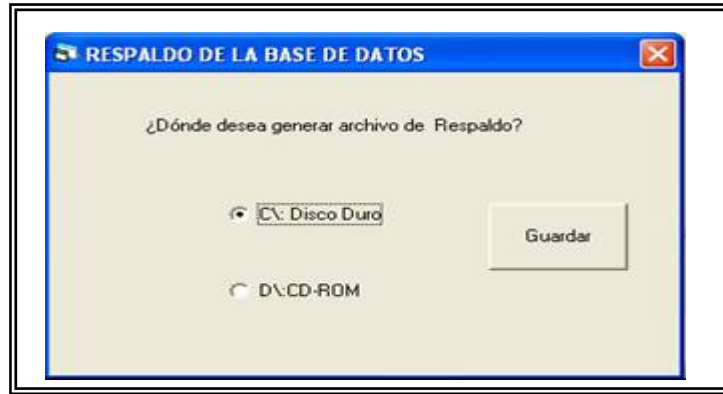 RESPALDO DE LA BASE DE DATOS
¿Dónde desea generar archivo de Respaldo?
C\: Disco Duro
Guardar
D\:CD-ROM